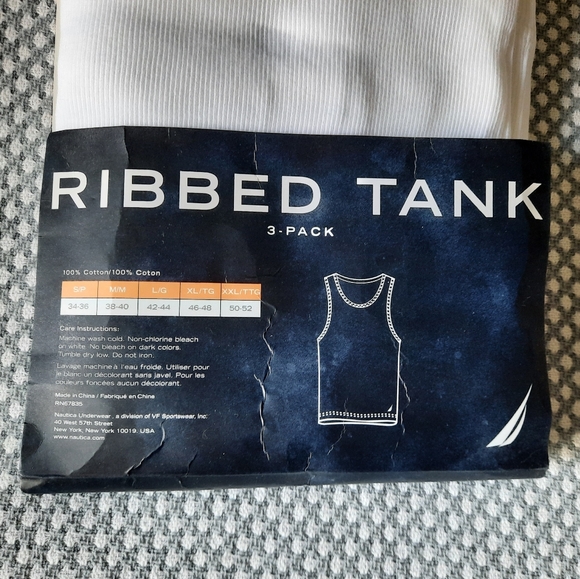 RIBBED TANK
3-PACK
100% Cotton/100% Coton
S/P M/M L/G XL/TG XXL/TTG
34-36 38-40 42-44 46-48 50-52
Care Instructions:
Machine wash cold. Non-chlorine bleach
on white. No bleach on dark colors.
Tumble dry low. Do not iron.
Lavage machine à l'eau froide. Utiliser pour
le blanc un décolorant sans javel. Pour les
couleurs foncées aucun décolorant.
Made in China / Fabriqué en China
RN67835
Nautica Underwear, a division of VF Sportswear, Inc.
40 West 57th Street
New York, New York 10019. USA
www.nautica.com